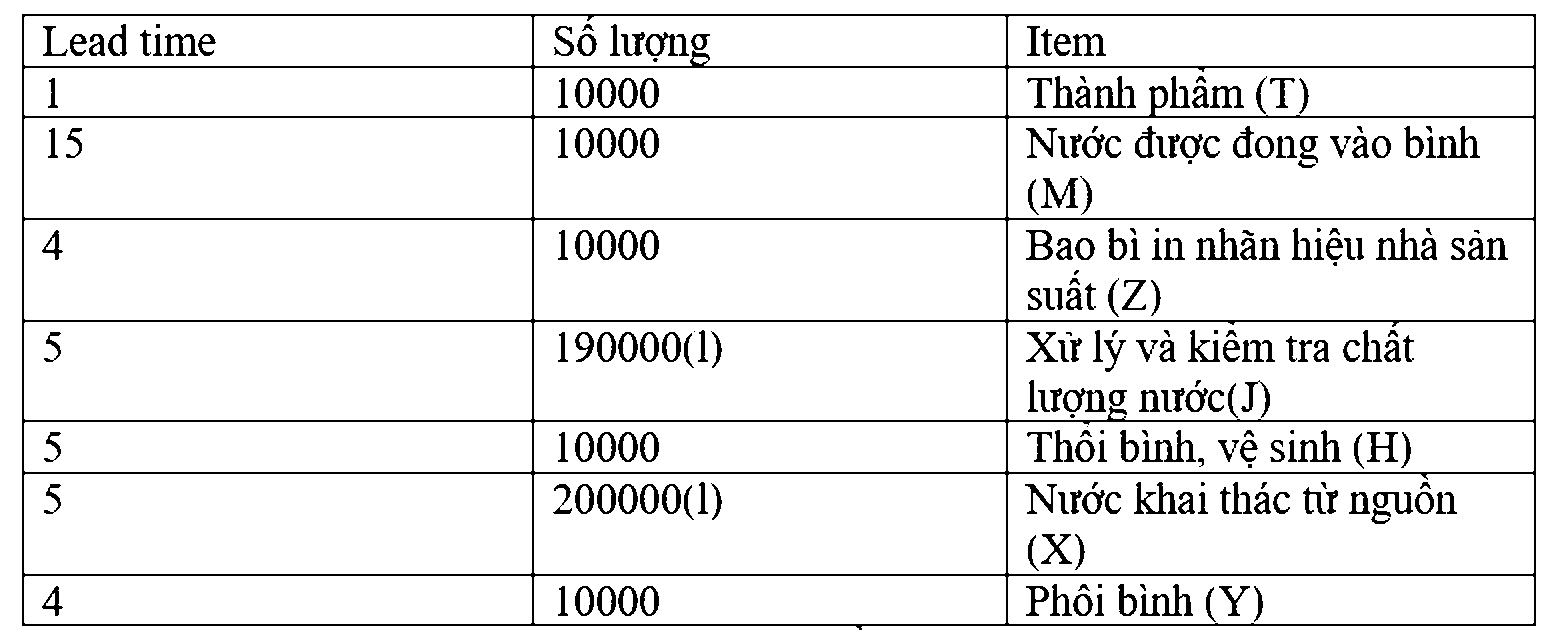 Lead time Số lượng Item
1 10000 Thành phẩm (T)
15 10000 Nước được đong vào bình
(M)
4 10000 Bao bì in nhãn hiệu nhà sản
suất (Z)
5 190000(l) Xử lý và kiểm tra chất
lượng nước(J)
5 10000 Thổi bình, vệ sinh (H)
5 200000(l) Nước khai thác từ nguồn
(X)
4 10000 Phôi bình (Y)